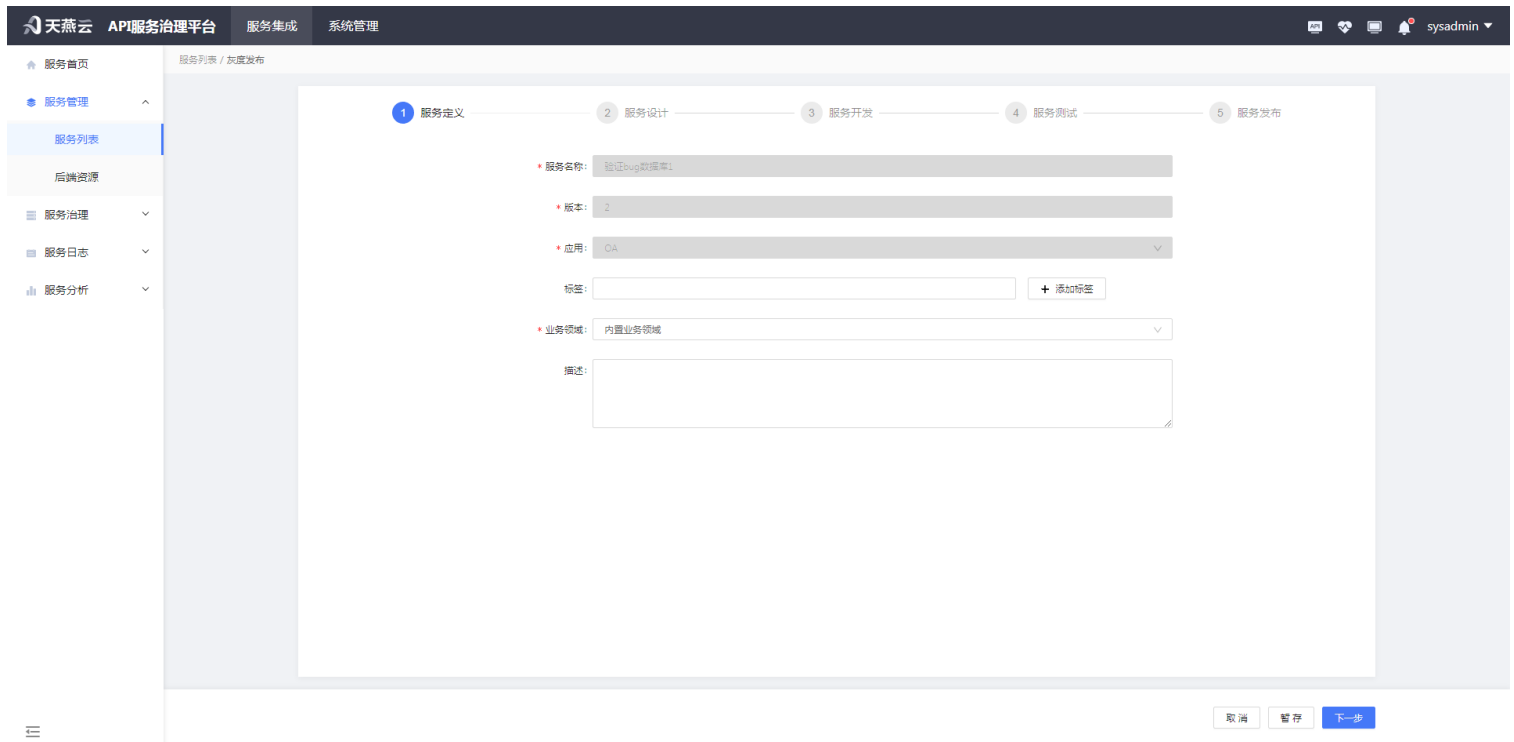 天燕云 API服务治理平台 服务集成 系统管理 API sysadmin
服务首页
服务管理
服务列表
后端资源
服务治理
服务日志
服务分析
服务列表 / 灰度发布
1 服务定义 2 服务设计 3 服务开发 4 服务测试 5 服务发布
* 服务名称: 验证bug数据库1
* 版本: 2
* 应用: OA
标签: + 添加标签
* 业务领域: 内置业务领域
描述:
取消 暂存 下一步